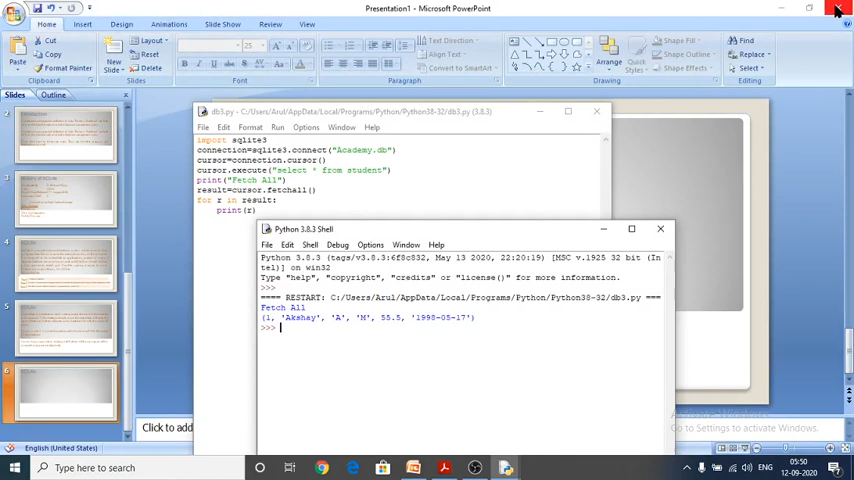 Presentation1 - Microsoft PowerPoint
Home Insert Design Animations Slide Show Review View
Cut
Copy
Format Painter
Paste
Clipboard
New Slide
Layout
Reset
Delete
Slides
25
Font
Paragraph
Text Direction
Align Text
Convert to SmartArt
Arrange
Quick Styles
Shape Fill
Shape Outline
Shape Effects
Drawing
Find
Replace
Select
Editing
Slides Outline
2
3
4
5
6
db3.py - C:/Users/Arul/AppData/Local/Programs/Python/Python38-32/db3.py (3.8.3)
File Edit Format Run Options Window Help
import sqlite3
connection=sqlite3.connect("Academy.db")
cursor=connection.cursor()
cursor.execute("select * from student")
print("Fetch All")
result=cursor.fetchall()
for r in result:
print(r)
Python 3.8.3 Shell
File Edit Shell Debug Options Window Help
Python 3.8.3 (tags/v3.8.3:6f8c832, May 13 2020, 22:20:19) [MSC v.1925 32 bit (In
tel)] on win32
Type "help", "copyright", "credits" or "license()" for more information.
>>>
==== RESTART: C:/Users/Arul/AppData/Local/Programs/Python/Python38-32/db3.py ===
Fetch All
(1, 'Akshay', 'A', 'M', 55.5, '1998-05-17')
>>>
Activate Windows
Go to Settings to activate Windows.
Click to add
English (United States)
Type here to search
ENG
05:50
12-09-2020